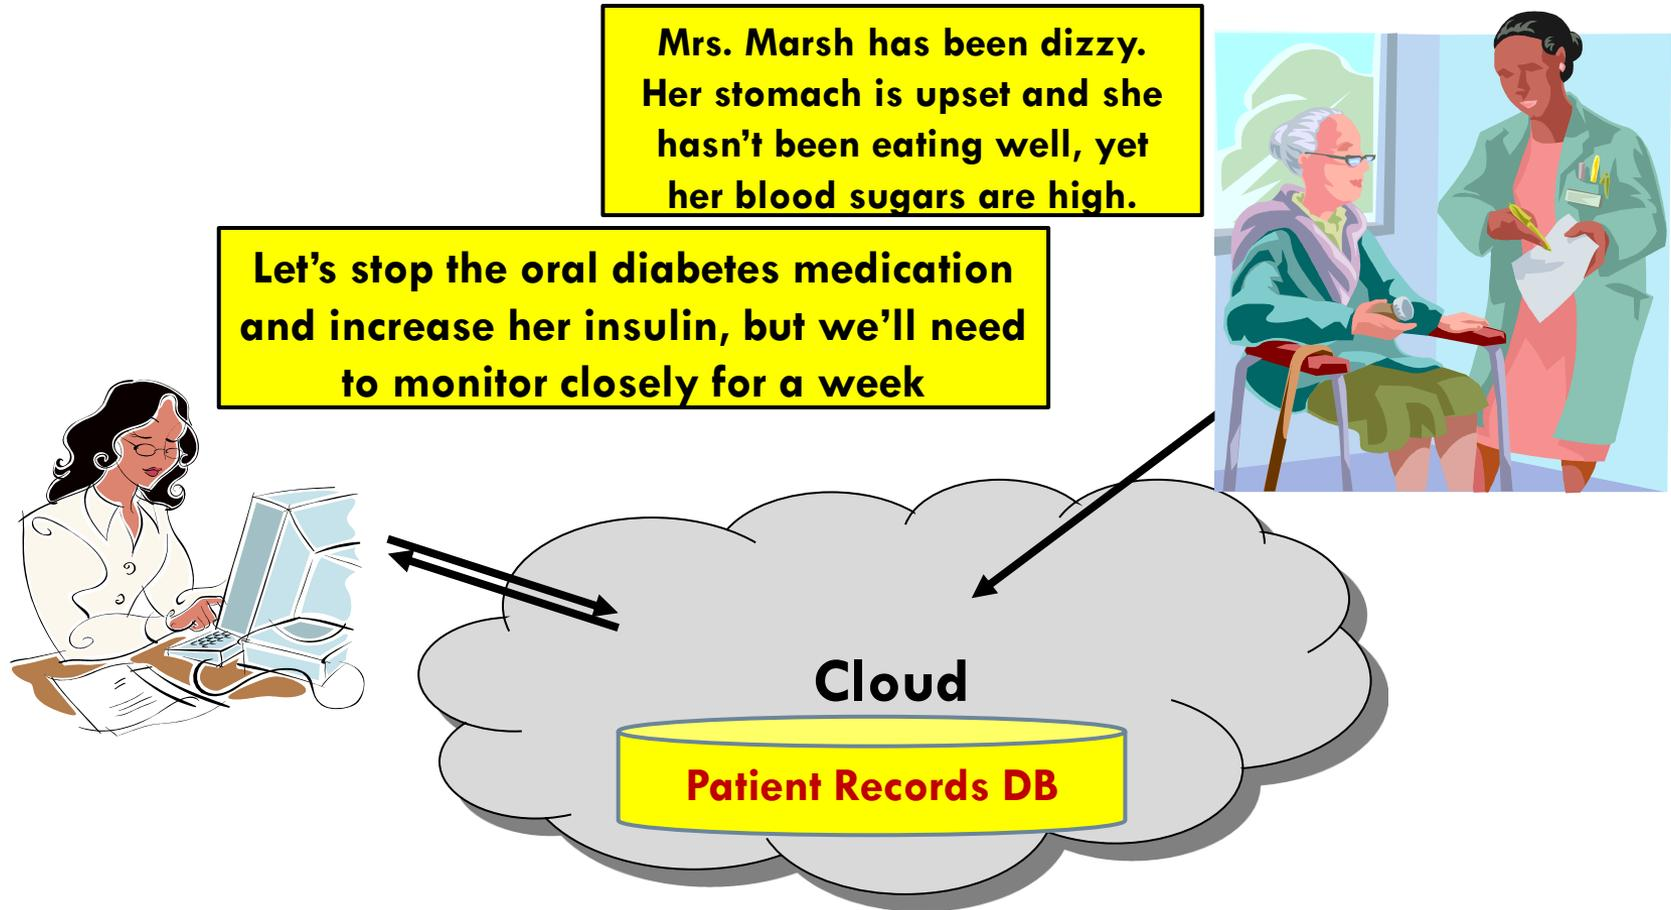 Mrs. Marsh has been dizzy.
Her stomach is upset and she
hasn’t been eating well, yet
her blood sugars are high.
Let’s stop the oral diabetes medication
and increase her insulin, but we’ll need
to monitor closely for a week
Cloud
Patient Records DB